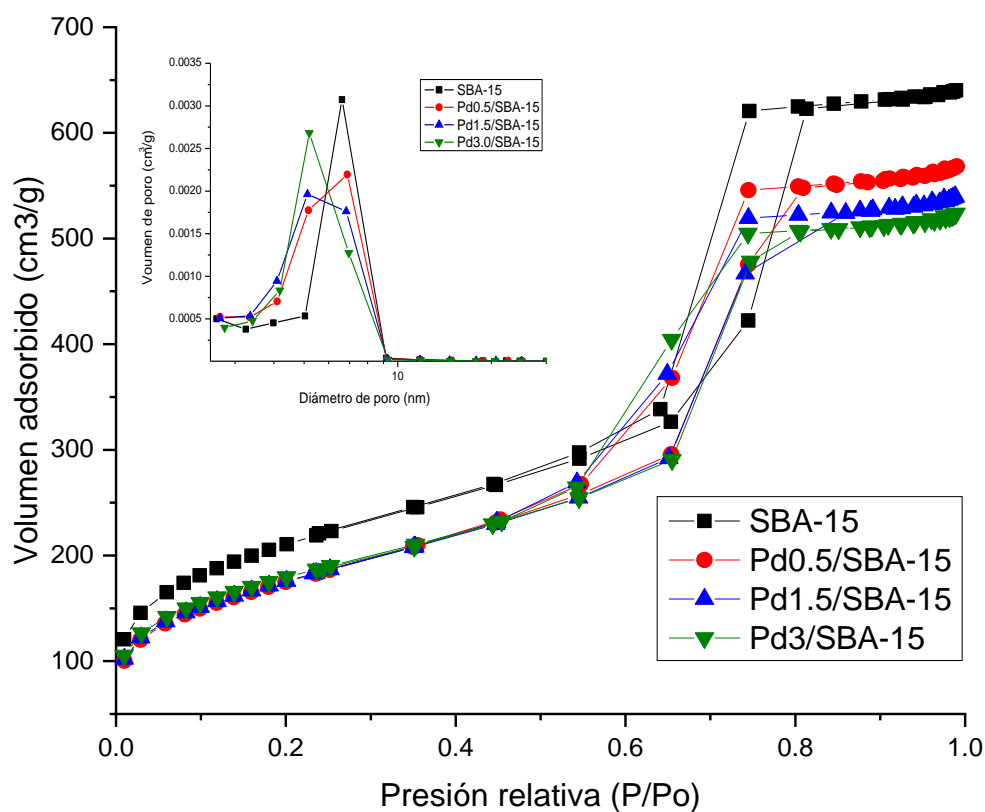 Volumen adsorbido (cm3/g)
700
600
500
400
300
200
100
0.0
0.2
0.4
0.6
0.8
1.0
Presión relativa (P/Po)
Voumen de poro (cm³/g)
0.0035
0.0030
0.0025
0.0020
0.0015
0.0010
0.0005
10
Diámetro de poro (nm)
SBA-15
Pd0.5/SBA-15
Pd1.5/SBA-15
Pd3.0/SBA-15
SBA-15
Pd0.5/SBA-15
Pd1.5/SBA-15
Pd3/SBA-15